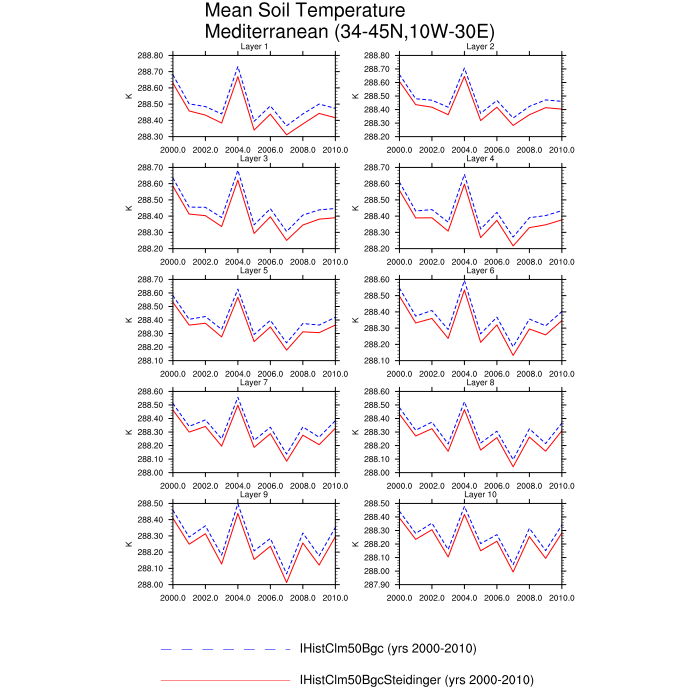 Mean Soil Temperature
Mediterranean (34-45N,10W-30E)
Layer 1
288.80
288.70
288.60
288.50
288.40
288.30
K
2000.0 2002.0 2004.0 2006.0 2008.0 2010.0
Layer 2
288.80
288.70
288.60
288.50
288.40
288.30
288.20
K
2000.0 2002.0 2004.0 2006.0 2008.0 2010.0
Layer 3
288.70
288.60
288.50
288.40
288.30
288.20
K
2000.0 2002.0 2004.0 2006.0 2008.0 2010.0
Layer 4
288.70
288.60
288.50
288.40
288.30
288.20
K
2000.0 2002.0 2004.0 2006.0 2008.0 2010.0
Layer 5
288.70
288.60
288.50
288.40
288.30
288.20
288.10
K
2000.0 2002.0 2004.0 2006.0 2008.0 2010.0
Layer 6
288.60
288.50
288.40
288.30
288.20
288.10
K
2000.0 2002.0 2004.0 2006.0 2008.0 2010.0
Layer 7
288.60
288.50
288.40
288.30
288.20
288.10
288.00
K
2000.0 2002.0 2004.0 2006.0 2008.0 2010.0
Layer 8
288.60
288.50
288.40
288.30
288.20
288.10
288.00
K
2000.0 2002.0 2004.0 2006.0 2008.0 2010.0
Layer 9
288.50
288.40
288.30
288.20
288.10
288.00
K
2000.0 2002.0 2004.0 2006.0 2008.0 2010.0
Layer 10
288.50
288.40
288.30
288.20
288.10
288.00
287.90
K
2000.0 2002.0 2004.0 2006.0 2008.0 2010.0
IHistClm50Bgc (yrs 2000-2010)
IHistClm50BgcSteidinger (yrs 2000-2010)